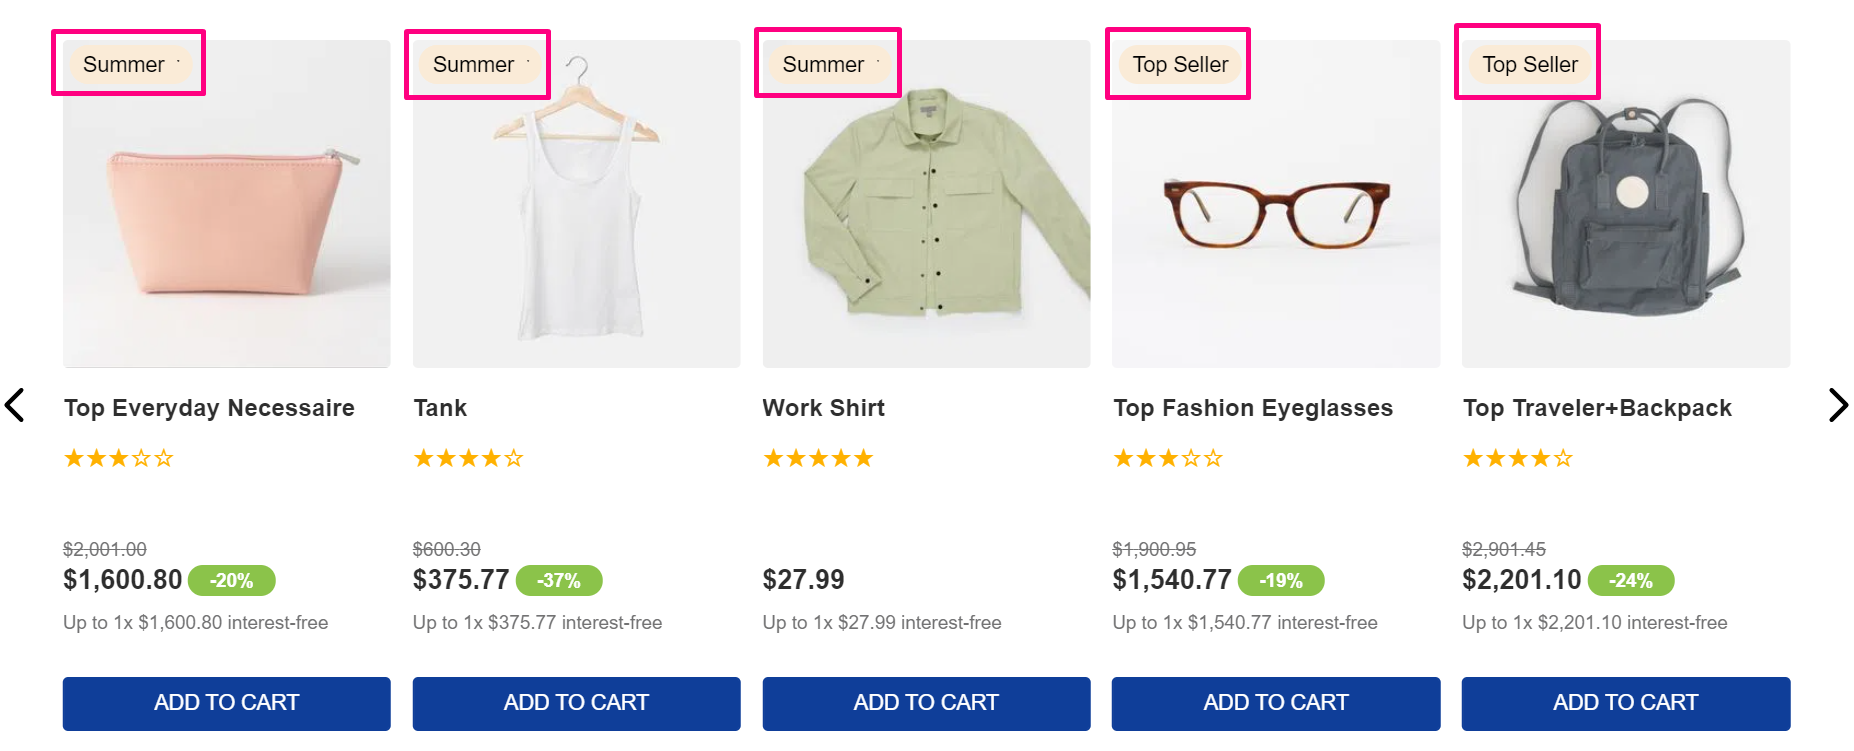 Summer
Summer
Summer
Top Seller
Top Seller
Top Everyday Necessaire
Tank
Work Shirt
Top Fashion Eyeglasses
Top Traveler+Backpack
$2,001.00
$600.30
$1,900.95
$2,901.45
$1,600.80 -20%
$375.77 -37%
$27.99
$1,540.77 -19%
$2,201.10 -24%
Up to 1x $1,600.80 interest-free
Up to 1x $375.77 interest-free
Up to 1x $27.99 interest-free
Up to 1x $1,540.77 interest-free
Up to 1x $2,201.10 interest-free
ADD TO CART
ADD TO CART
ADD TO CART
ADD TO CART
ADD TO CART